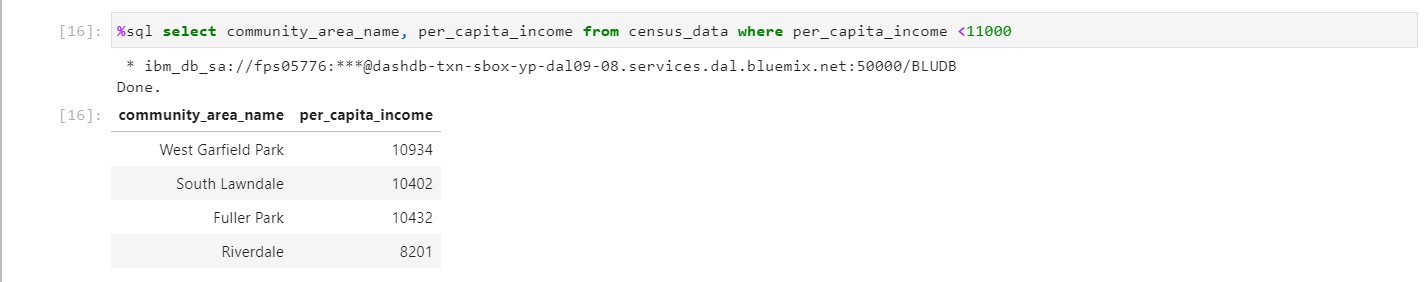 [16]: %sql select community_area_name, per_capita_income from census_data where per_capita_income <11000
* ibm_db_sa://fps05776:***@dashdb-txn-sbox-yp-dal09-08.services.dal.bluemix.net:50000/BLUDB
Done.
[16]: community_area_name per_capita_income
West Garfield Park 10934
South Lawndale 10402
Fuller Park 10432
Riverdale 8201